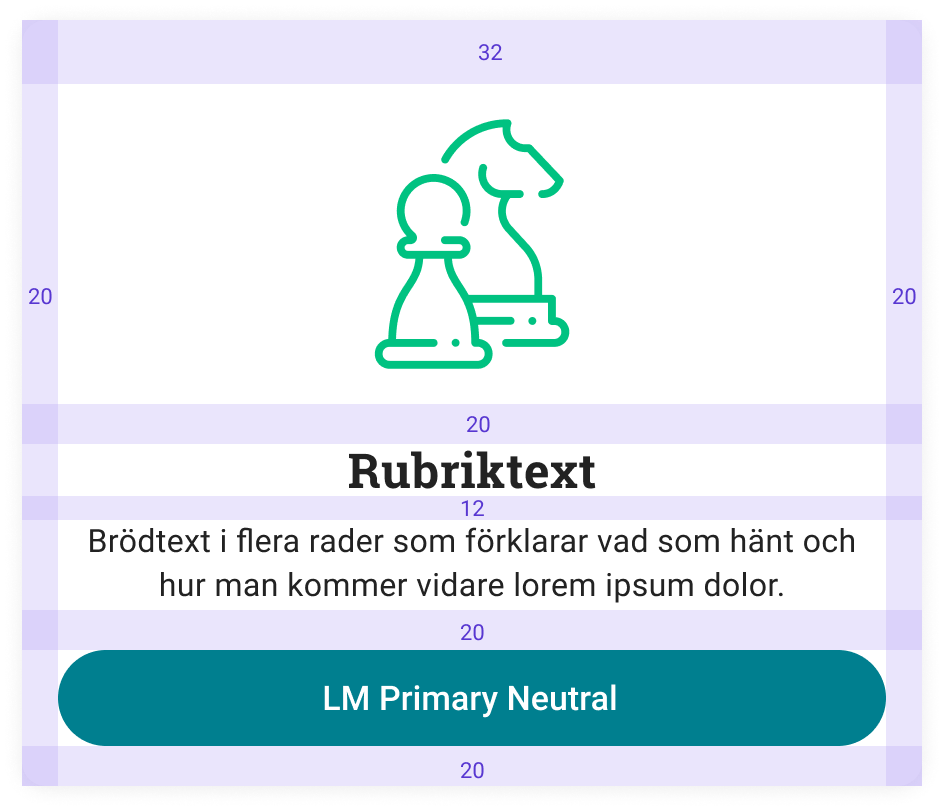 32
20
20
20
Rubriktext
12
Brödtext i flera rader som förklarar vad som hänt och
hur man kommer vidare lorem ipsum dolor.
20
LM Primary Neutral
20